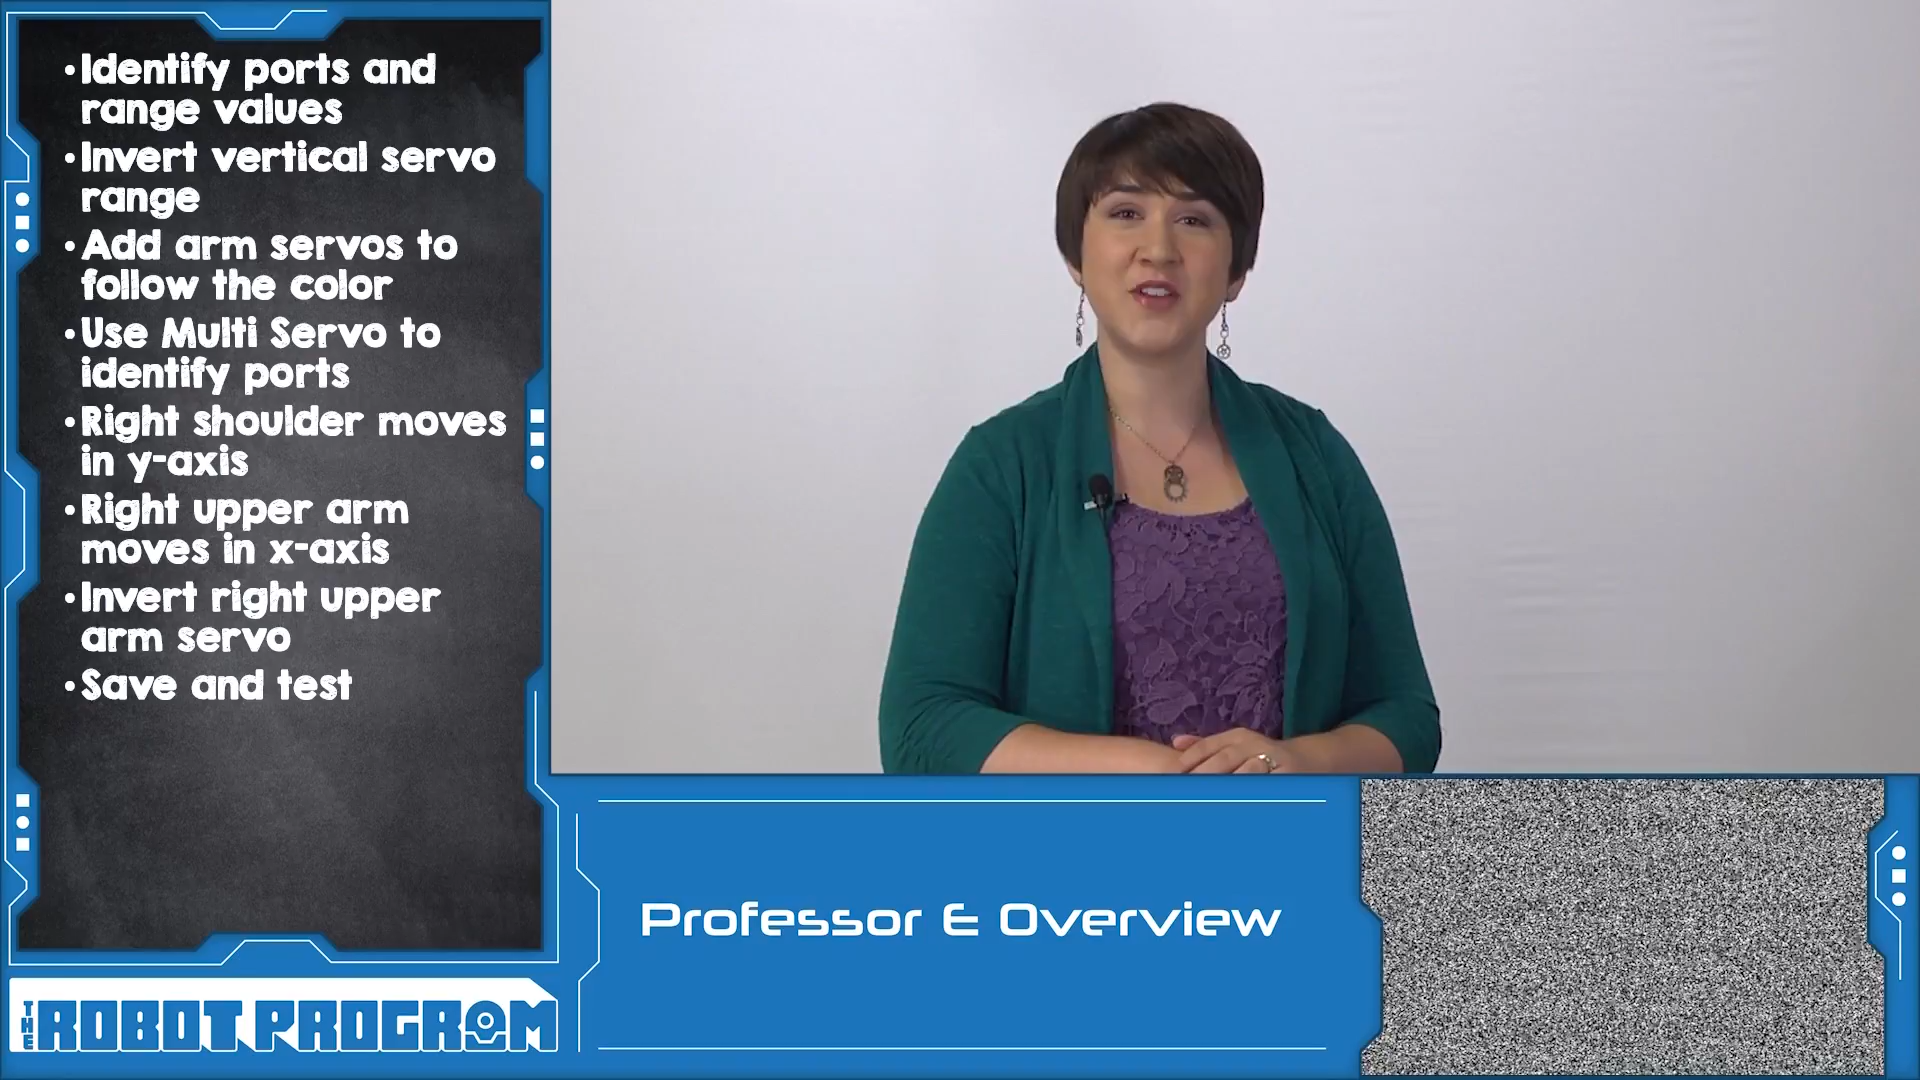 •Identify ports and
range values
•Invert vertical servo
range
•Add arm servos to
follow the color
•Use Multi Servo to
identify ports
•Right shoulder moves
in y-axis
•Right upper arm
moves in x-axis
•Invert right upper
arm servo
•Save and test
Professor E Overview
THE ROBOT PROGRAM